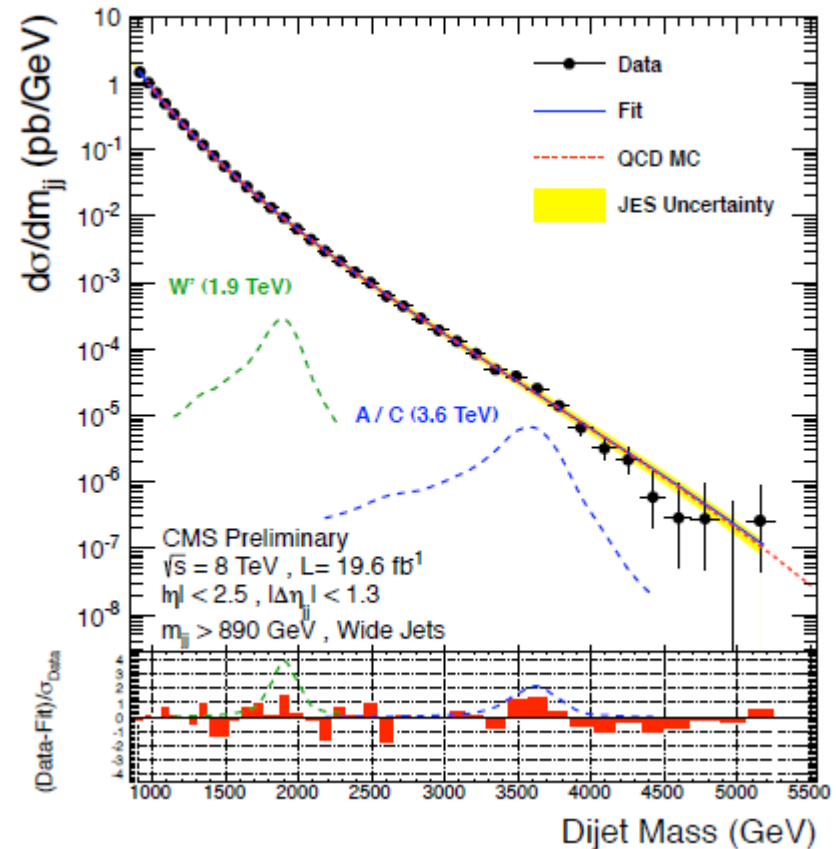 dσ/dm_jj (pb/GeV)
10
1
10^-1
10^-2
10^-3
10^-4
10^-5
10^-6
10^-7
10^-8
Data
Fit
QCD MC
JES Uncertainty
W' (1.9 TeV)
A / C (3.6 TeV)
CMS Preliminary
√s = 8 TeV , L= 19.6 fb^1
|η| < 2.5 , |Δη_jj| < 1.3
m_jj > 890 GeV , Wide Jets
(Data-Fit)/σ_Data
4
3
2
1
0
-1
-2
-3
-4
1000 1500 2000 2500 3000 3500 4000 4500 5000 5500
Dijet Mass (GeV)